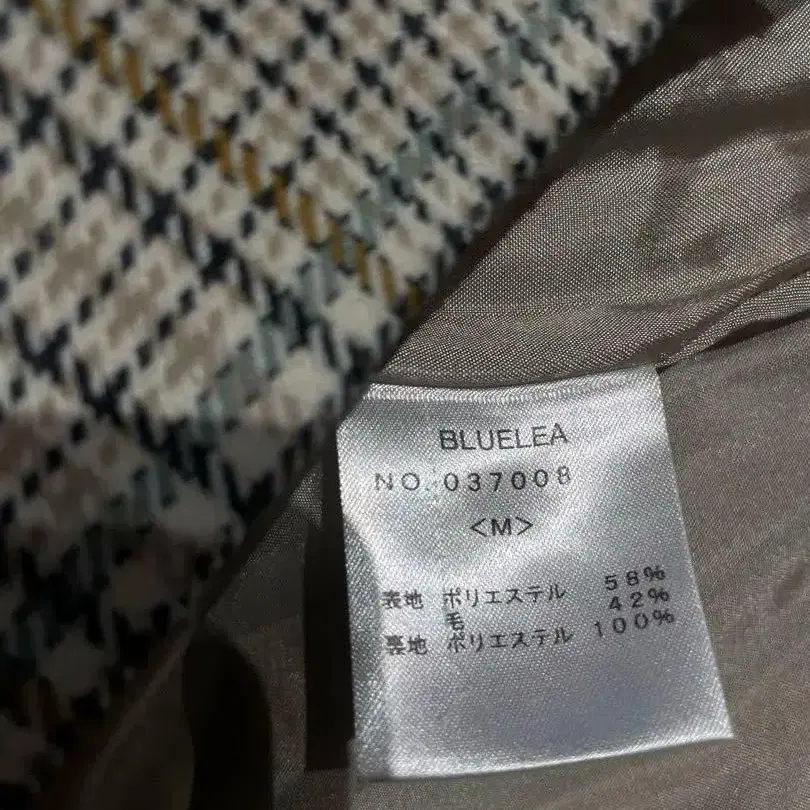 BLUELEA
NO. 037008
<M>
表地 ポリエステル 58%
毛 42%
裏地 ポリエステル 100%